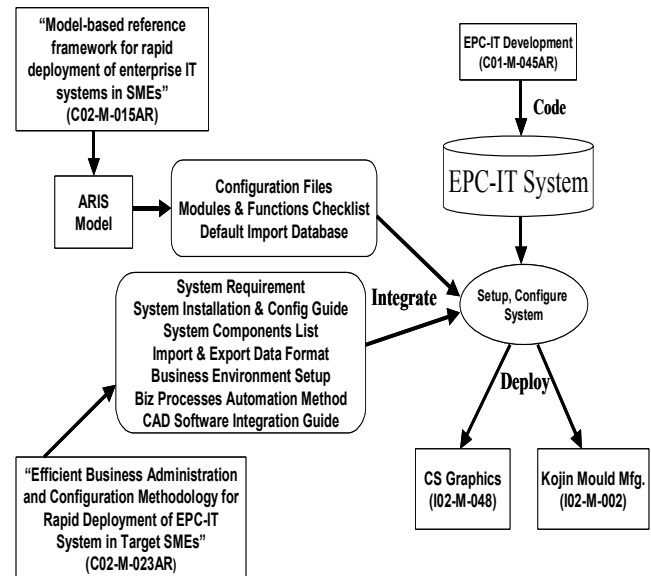 “Model-based reference
framework for rapid
deployment of enterprise IT
systems in SMEs”
(C02-M-015AR)
ARIS
Model
Configuration Files
Modules & Functions Checklist
Default Import Database
System Requirement
System Installation & Config Guide
System Components List
Import & Export Data Format
Business Environment Setup
Biz Processes Automation Method
CAD Software Integration Guide
“Efficient Business Administration
and Configuration Methodology for
Rapid Deployment of EPC-IT
System in Target SMEs”
(C02-M-023AR)
EPC-IT Development
(C01-M-045AR)
Code
EPC-IT System
Integrate
Setup, Configure
System
Deploy
CS Graphics
(I02-M-048)
Kojin Mould Mfg.
(I02-M-002)